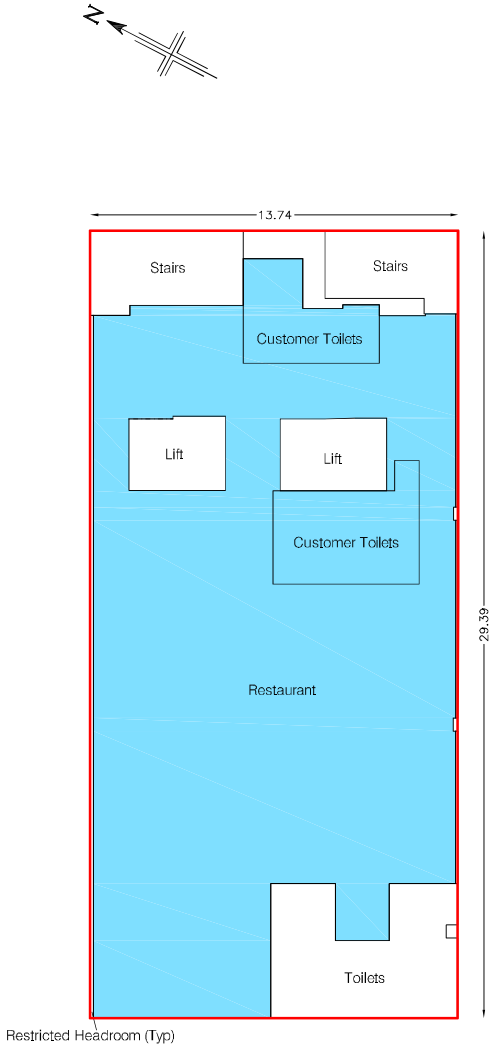 N
13.74
Stairs
Stairs
Customer Toilets
Lift
Lift
Customer Toilets
29.39
Restaurant
Toilets
Restricted Headroom (Typ)